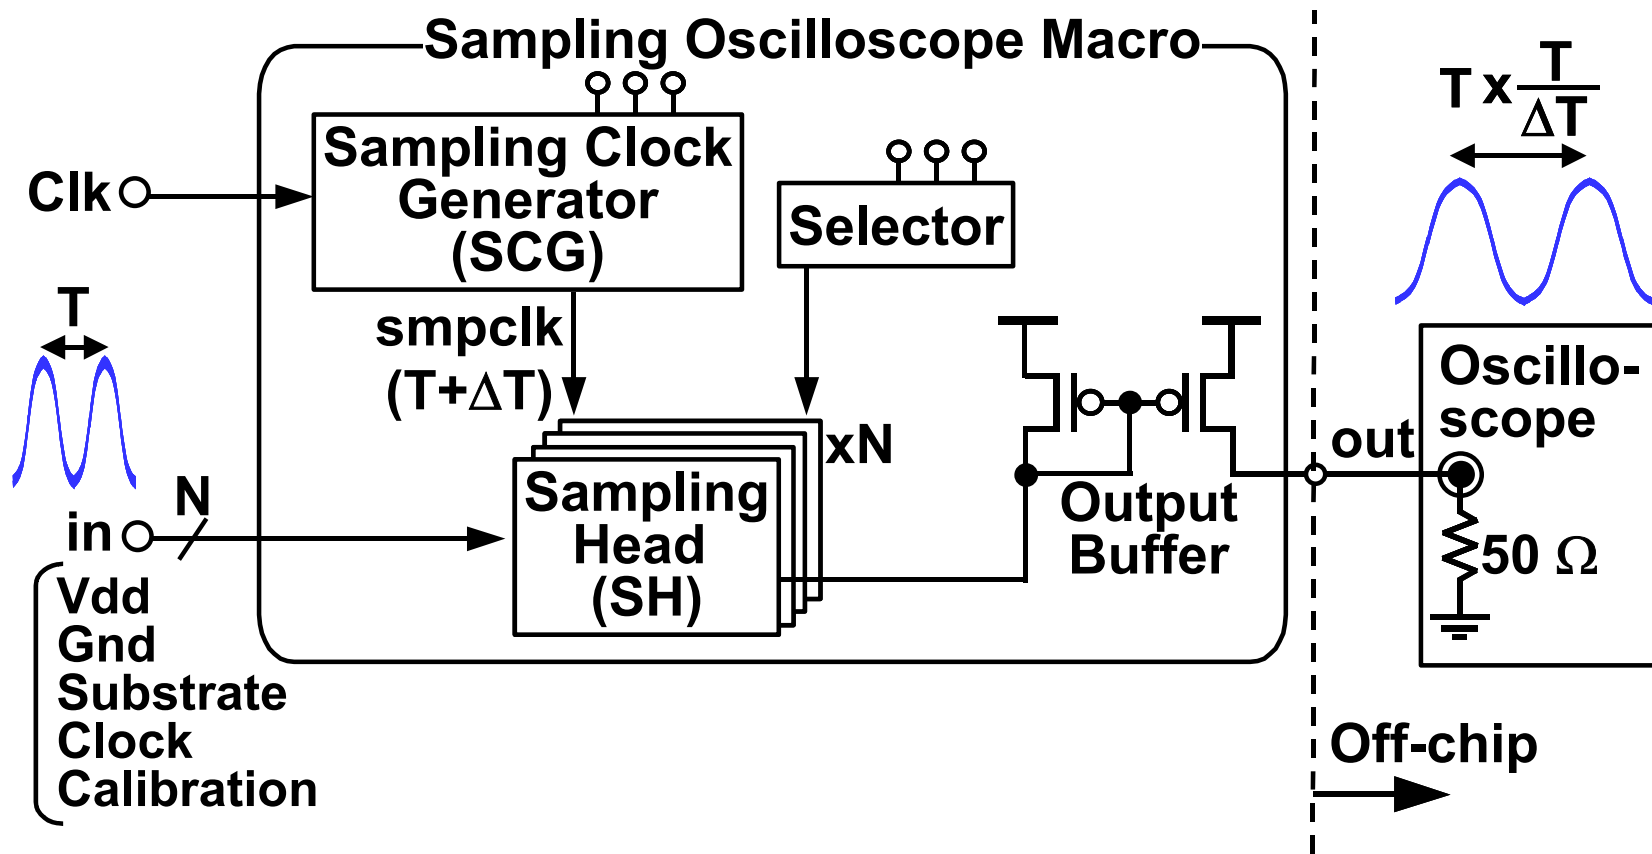 Sampling Oscilloscope Macro
Clk
Sampling Clock
Generator
(SCG)
Selector
T x T
ΔT
T
smpclk
(T+ΔT)
xN
in
N
Sampling
Head
(SH)
Output
Buffer
out
Oscillo-
scope
50 Ω
Vdd
Gnd
Substrate
Clock
Calibration
Off-chip